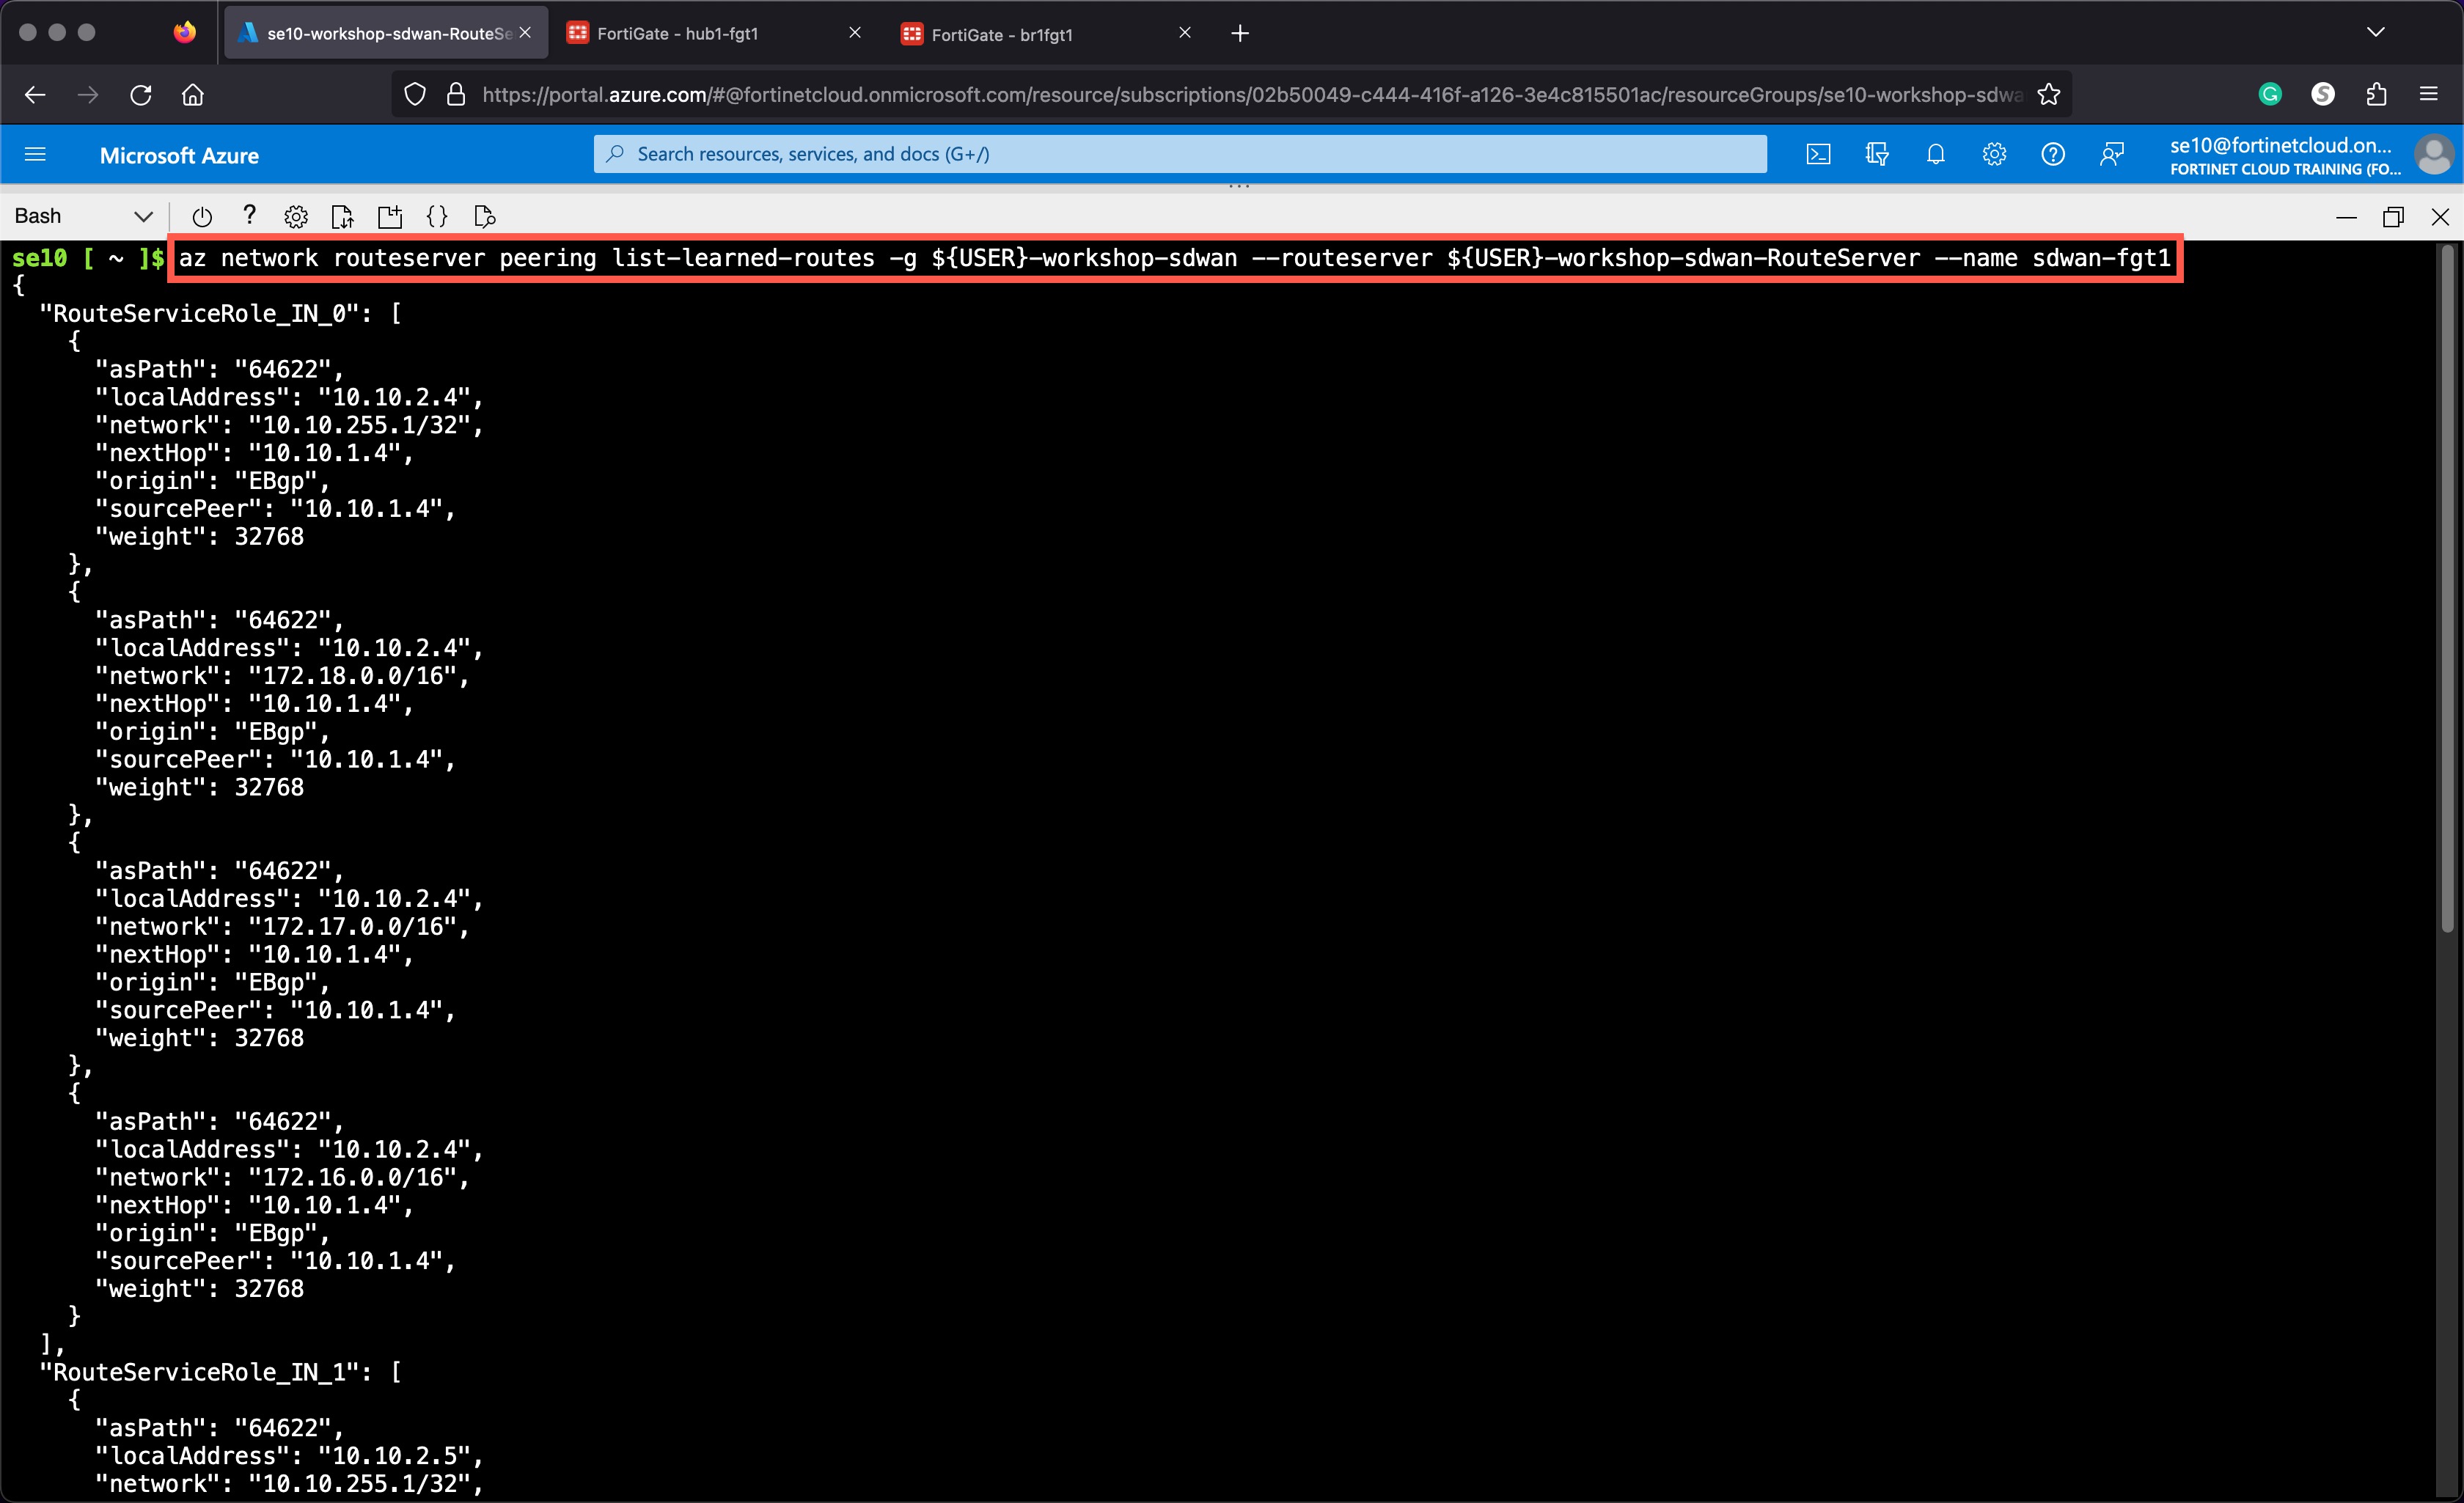 se10-workshop-sdwan-RouteSe
FortiGate - hub1-fgt1
FortiGate - br1fgt1
https://portal.azure.com/#@fortinetcloud.onmicrosoft.com/resource/subscriptions/02b50049-c444-416f-a126-3e4c815501ac/resourceGroups/se10-workshop-sdwa
Microsoft Azure
Search resources, services, and docs (G+/)
se10@fortinetcloud.on...
FORTINET CLOUD TRAINING (FO...
Bash
se10 [ ~ ]$ az network routeserver peering list-learned-routes -g ${USER}-workshop-sdwan --routeserver ${USER}-workshop-sdwan-RouteServer --name sdwan-fgt1
{
"RouteServiceRole_IN_0": [
{
"asPath": "64622",
"localAddress": "10.10.2.4",
"network": "10.10.255.1/32",
"nextHop": "10.10.1.4",
"origin": "EBgp",
"sourcePeer": "10.10.1.4",
"weight": 32768
},
{
"asPath": "64622",
"localAddress": "10.10.2.4",
"network": "172.18.0.0/16",
"nextHop": "10.10.1.4",
"origin": "EBgp",
"sourcePeer": "10.10.1.4",
"weight": 32768
},
{
"asPath": "64622",
"localAddress": "10.10.2.4",
"network": "172.17.0.0/16",
"nextHop": "10.10.1.4",
"origin": "EBgp",
"sourcePeer": "10.10.1.4",
"weight": 32768
},
{
"asPath": "64622",
"localAddress": "10.10.2.4",
"network": "172.16.0.0/16",
"nextHop": "10.10.1.4",
"origin": "EBgp",
"sourcePeer": "10.10.1.4",
"weight": 32768
}
],
"RouteServiceRole_IN_1": [
{
"asPath": "64622",
"localAddress": "10.10.2.5",
"network": "10.10.255.1/32",